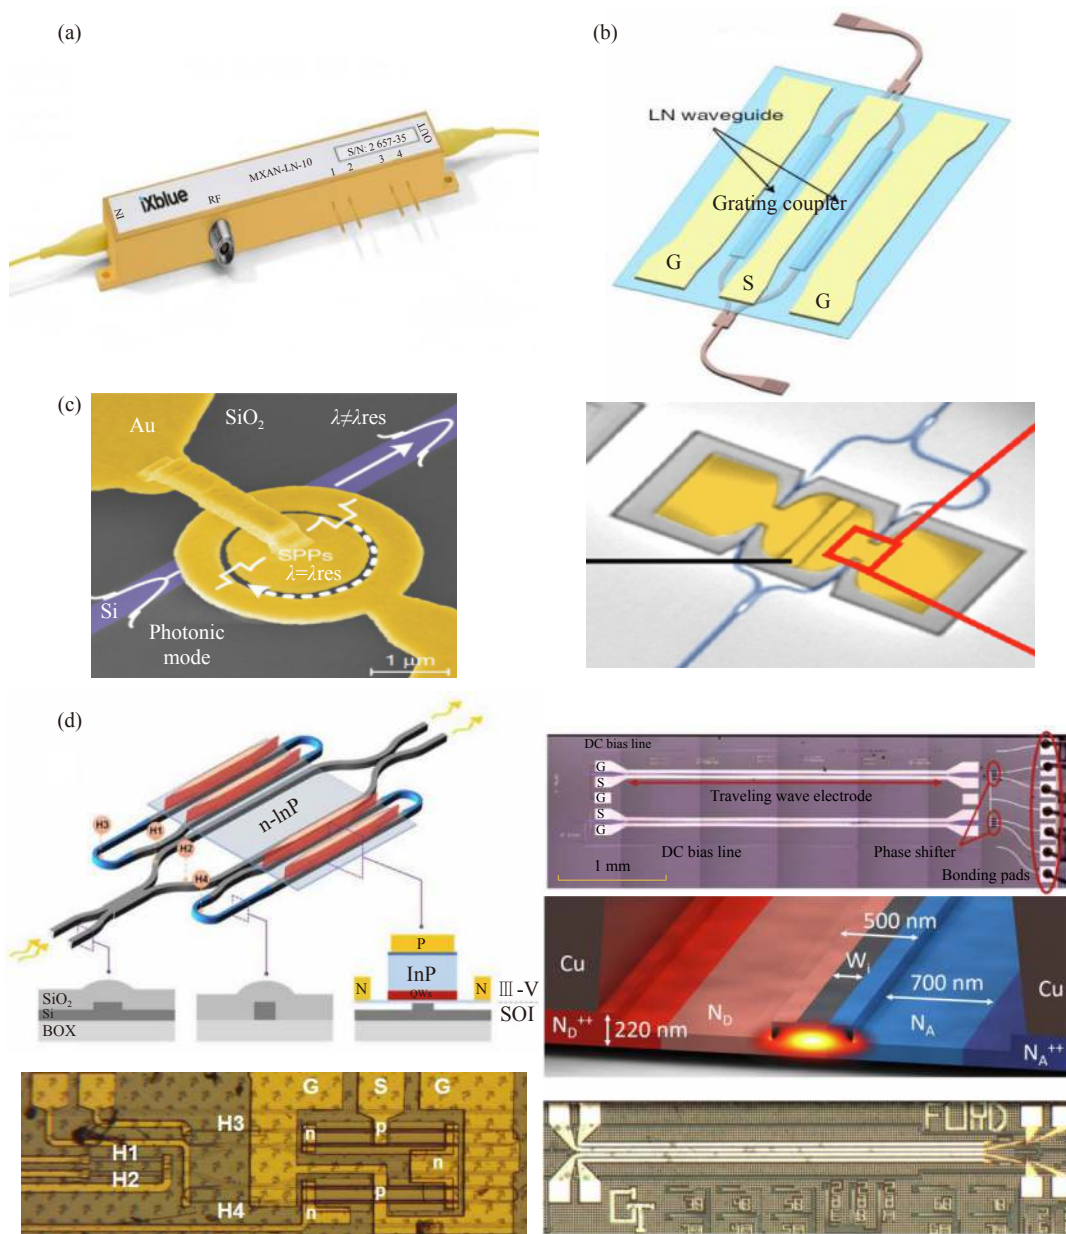 (a)
iXblue
MXAN-LN-10
S/N: 2 657-35
IN
OUT
RF
1 2 3 4
(b)
LN waveguide
Grating coupler
G
S
G
(c)
Au
SiO2
λ≠λres
SPPs
λ=λres
Si
Photonic
mode
1 μm
(d)
n-InP
H3
H1
H2
H4
P
InP
N
QWs
N
III-V
SOI
SiO2
Si
BOX
G S G
H3
H1
H2
H4
n
p
n
p
n
DC bias line
G
S
G
S
G
Traveling wave electrode
DC bias line
Phase shifter
1 mm
Bonding pads
500 nm
Cu
Wi
700 nm
Cu
ND++
220 nm
ND
NA
NA++
CT